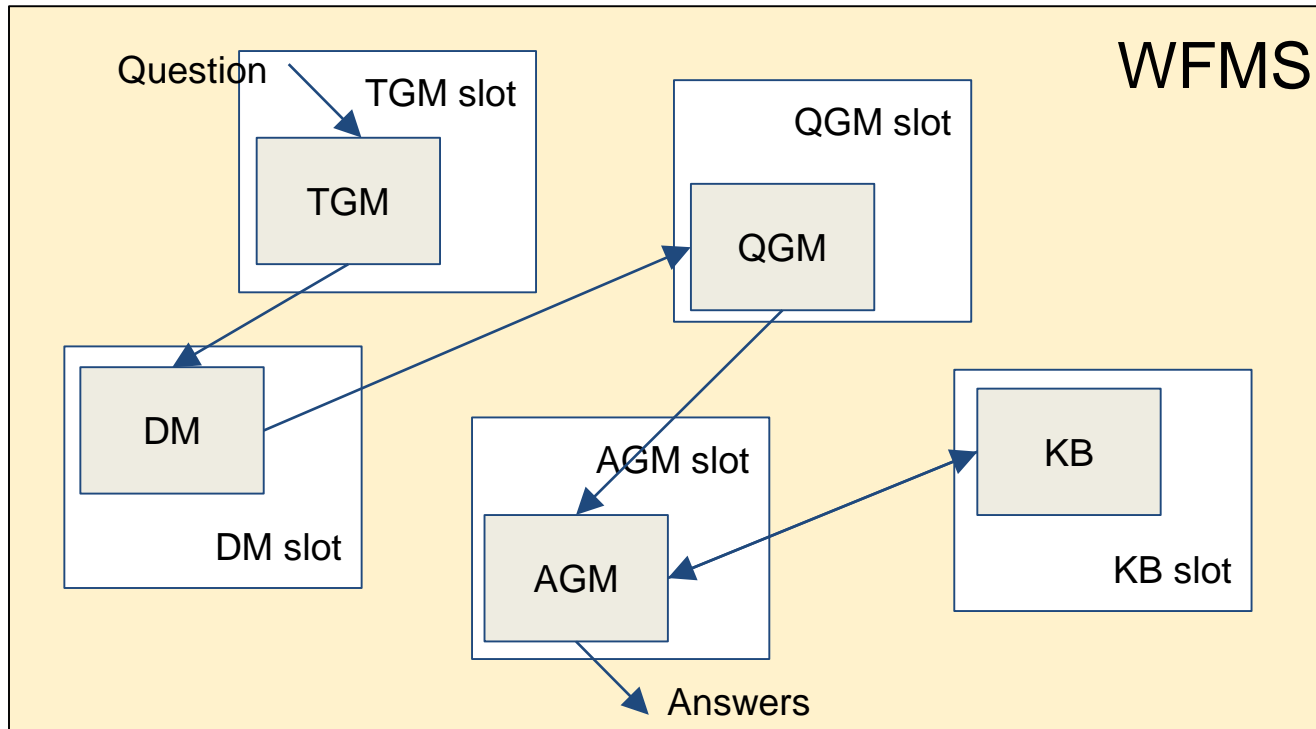 WFMS
Question
TGM slot
TGM
QGM slot
QGM
DM
DM slot
AGM slot
AGM
KB
KB slot
Answers